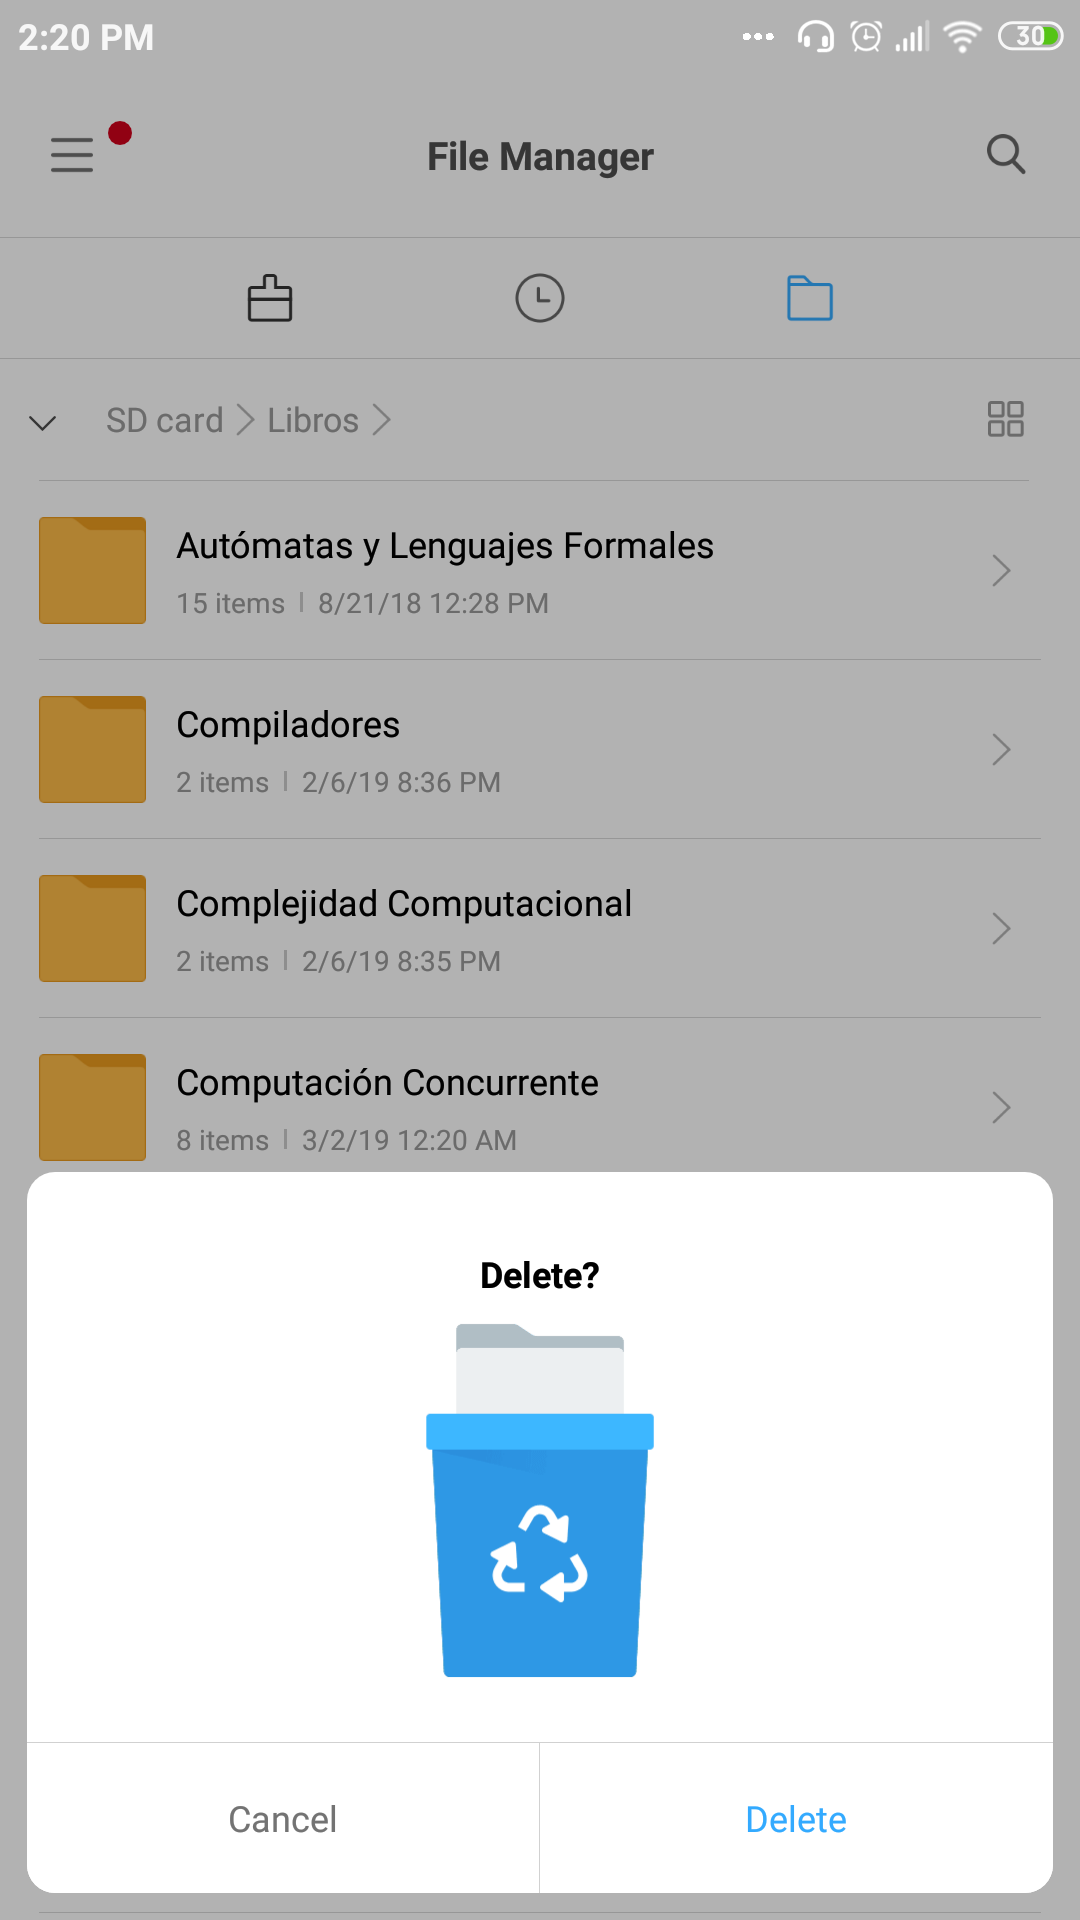 2:20 PM
30
File Manager
SD card Libros
Autómatas y Lenguajes Formales
15 items 8/21/18 12:28 PM
Compiladores
2 items 2/6/19 8:36 PM
Complejidad Computacional
2 items 2/6/19 8:35 PM
Computación Concurrente
8 items 3/2/19 12:20 AM
Delete?
Cancel Delete